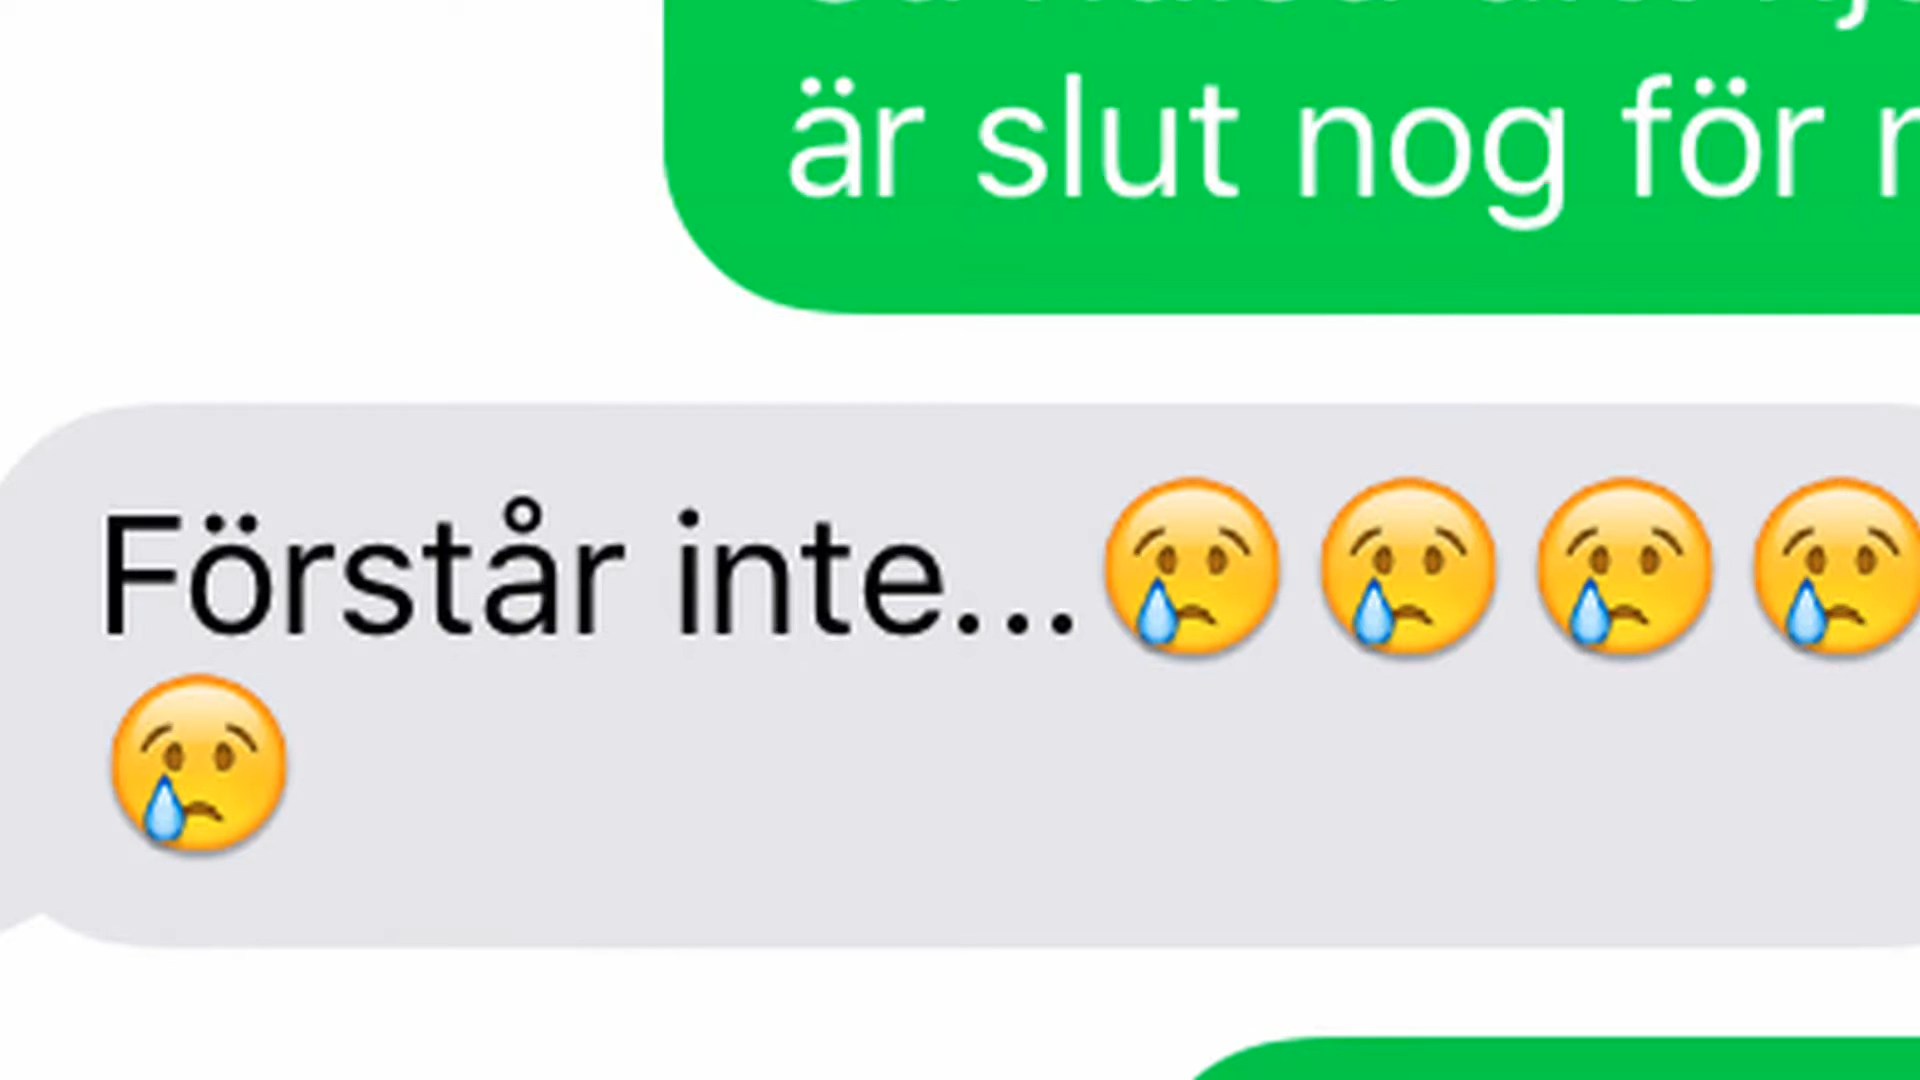 är slut nog för
Förstår inte...😢😢😢😢
😢